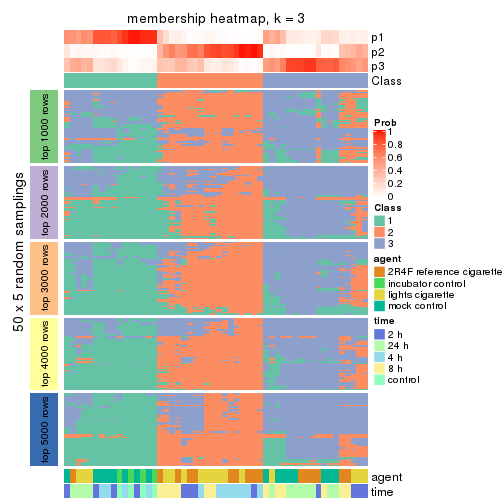 membership heatmap, k = 3
p1
p2
p3
Class
50 x 5 random samplings
top 1000 rows
top 2000 rows
top 3000 rows
top 4000 rows
top 5000 rows
agent
time
Prob
1
0.8
0.6
0.4
0.2
0
Class
1
2
3
agent
2R4F reference cigarette
incubator control
lights cigarette
mock control
time
2 h
24 h
4 h
8 h
control